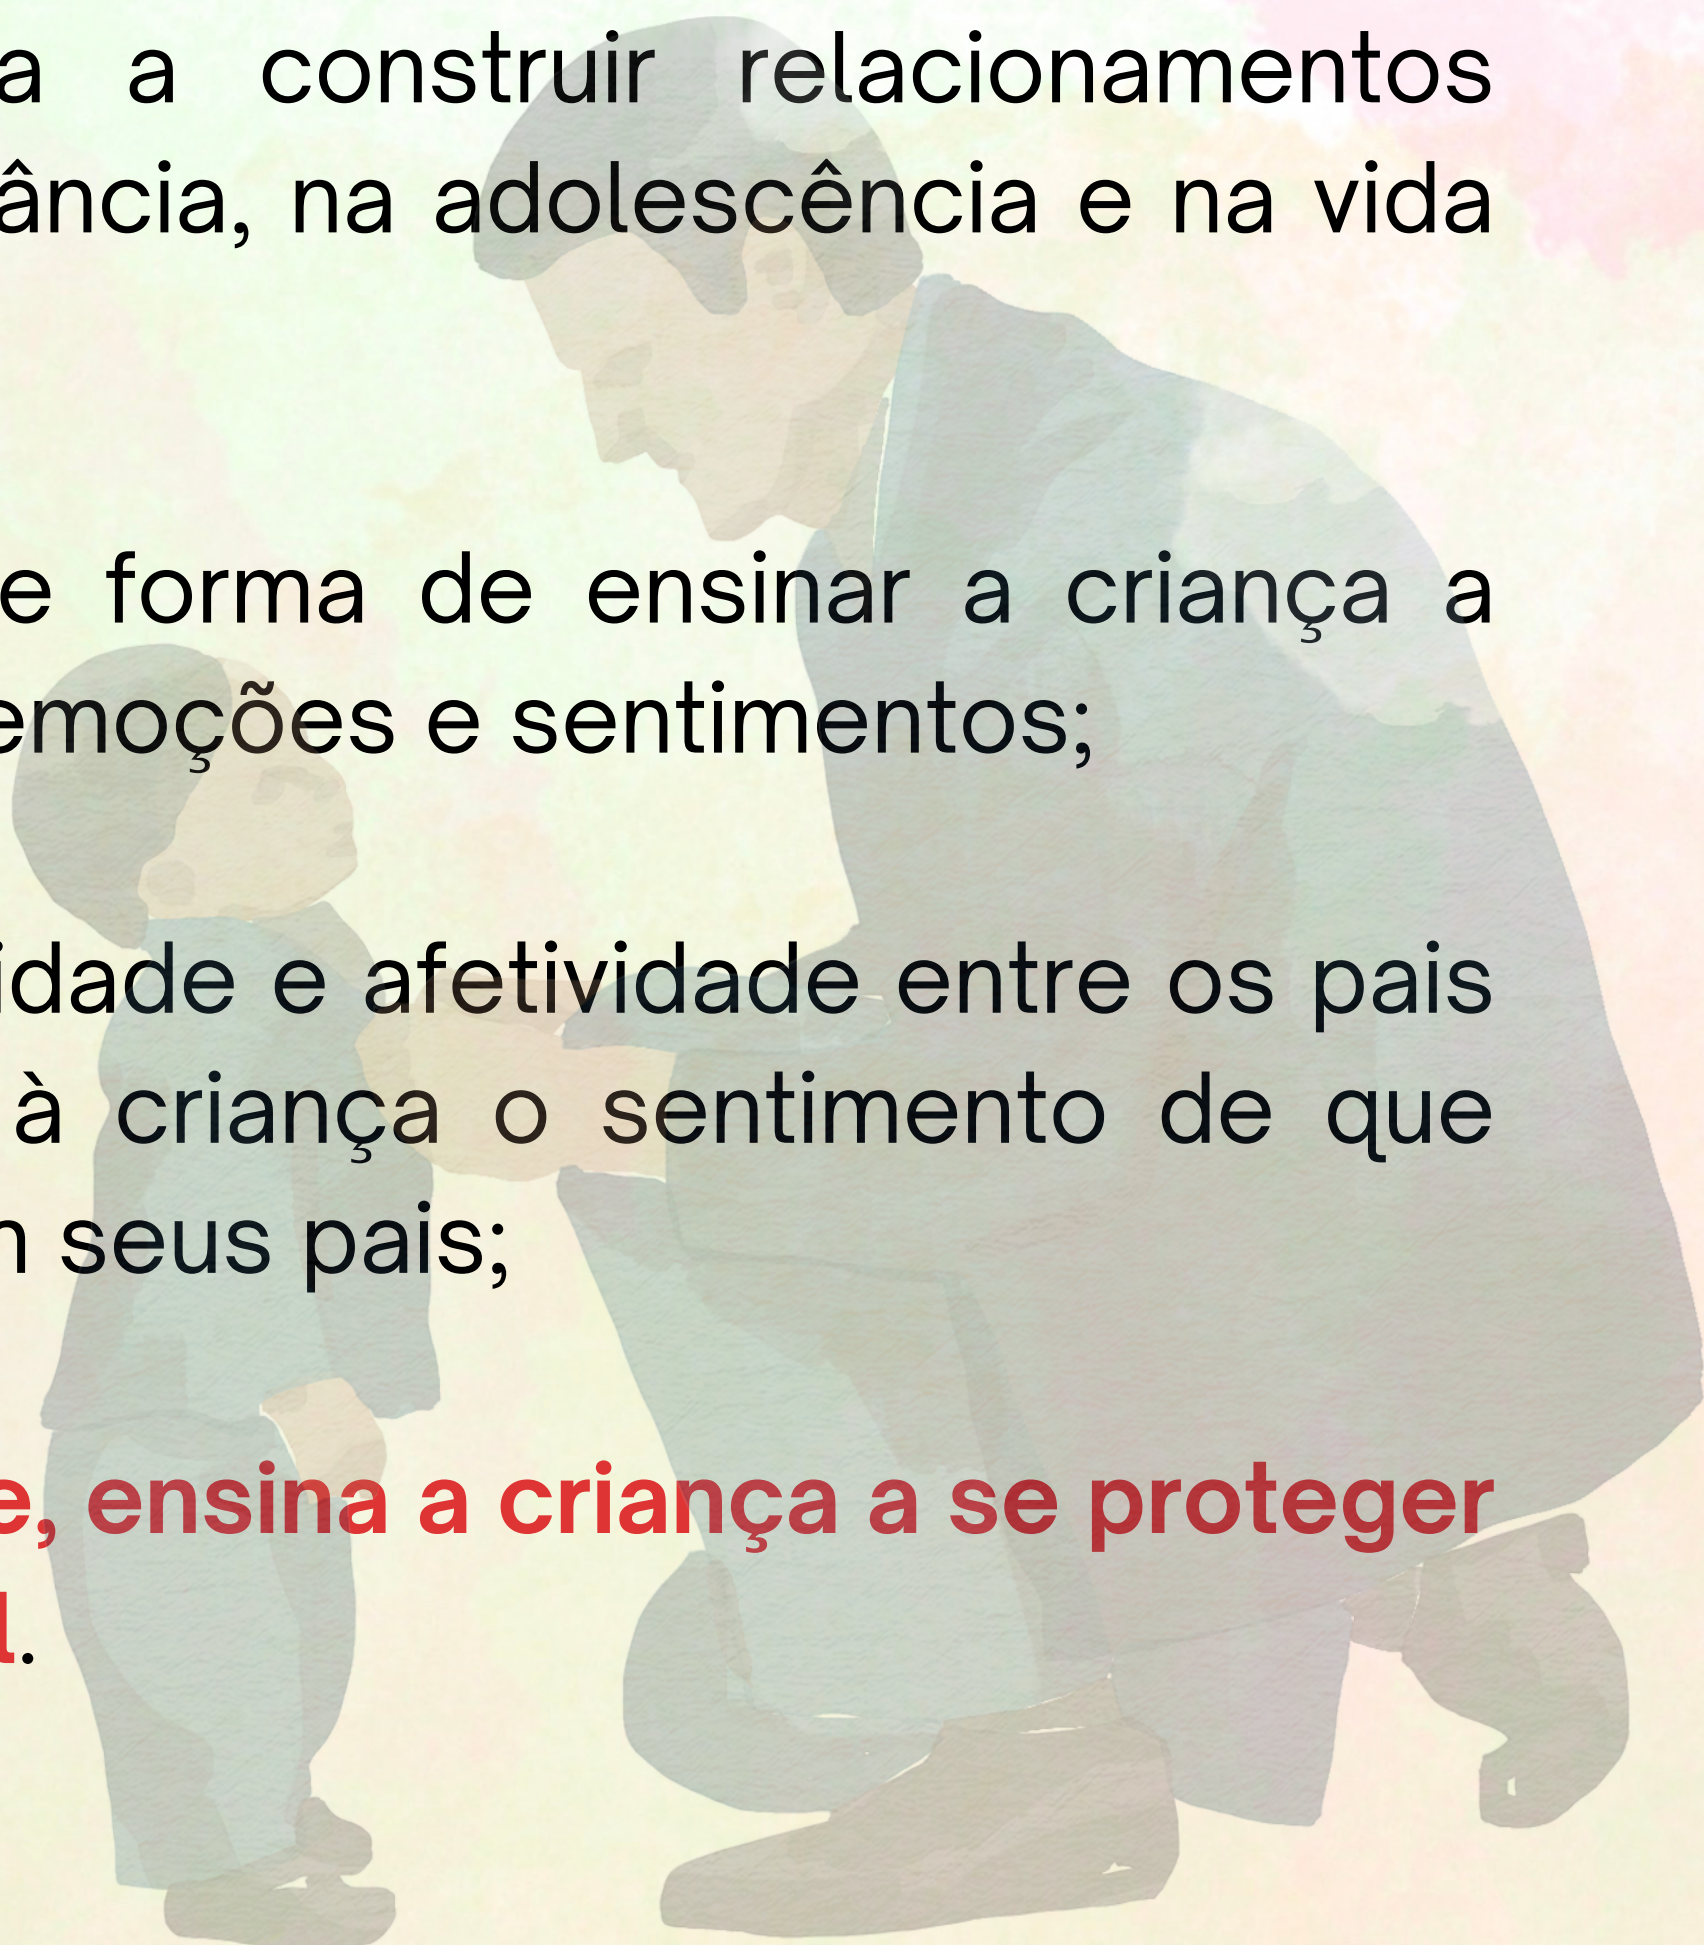 a a construir relacionamentos
ância, na adolescência e na vida
e forma de ensinar a criança a
emoções e sentimentos;
idade e afetividade entre os pais
à criança o sentimento de que
seus pais;
e, ensina a criança a se proteger
l.